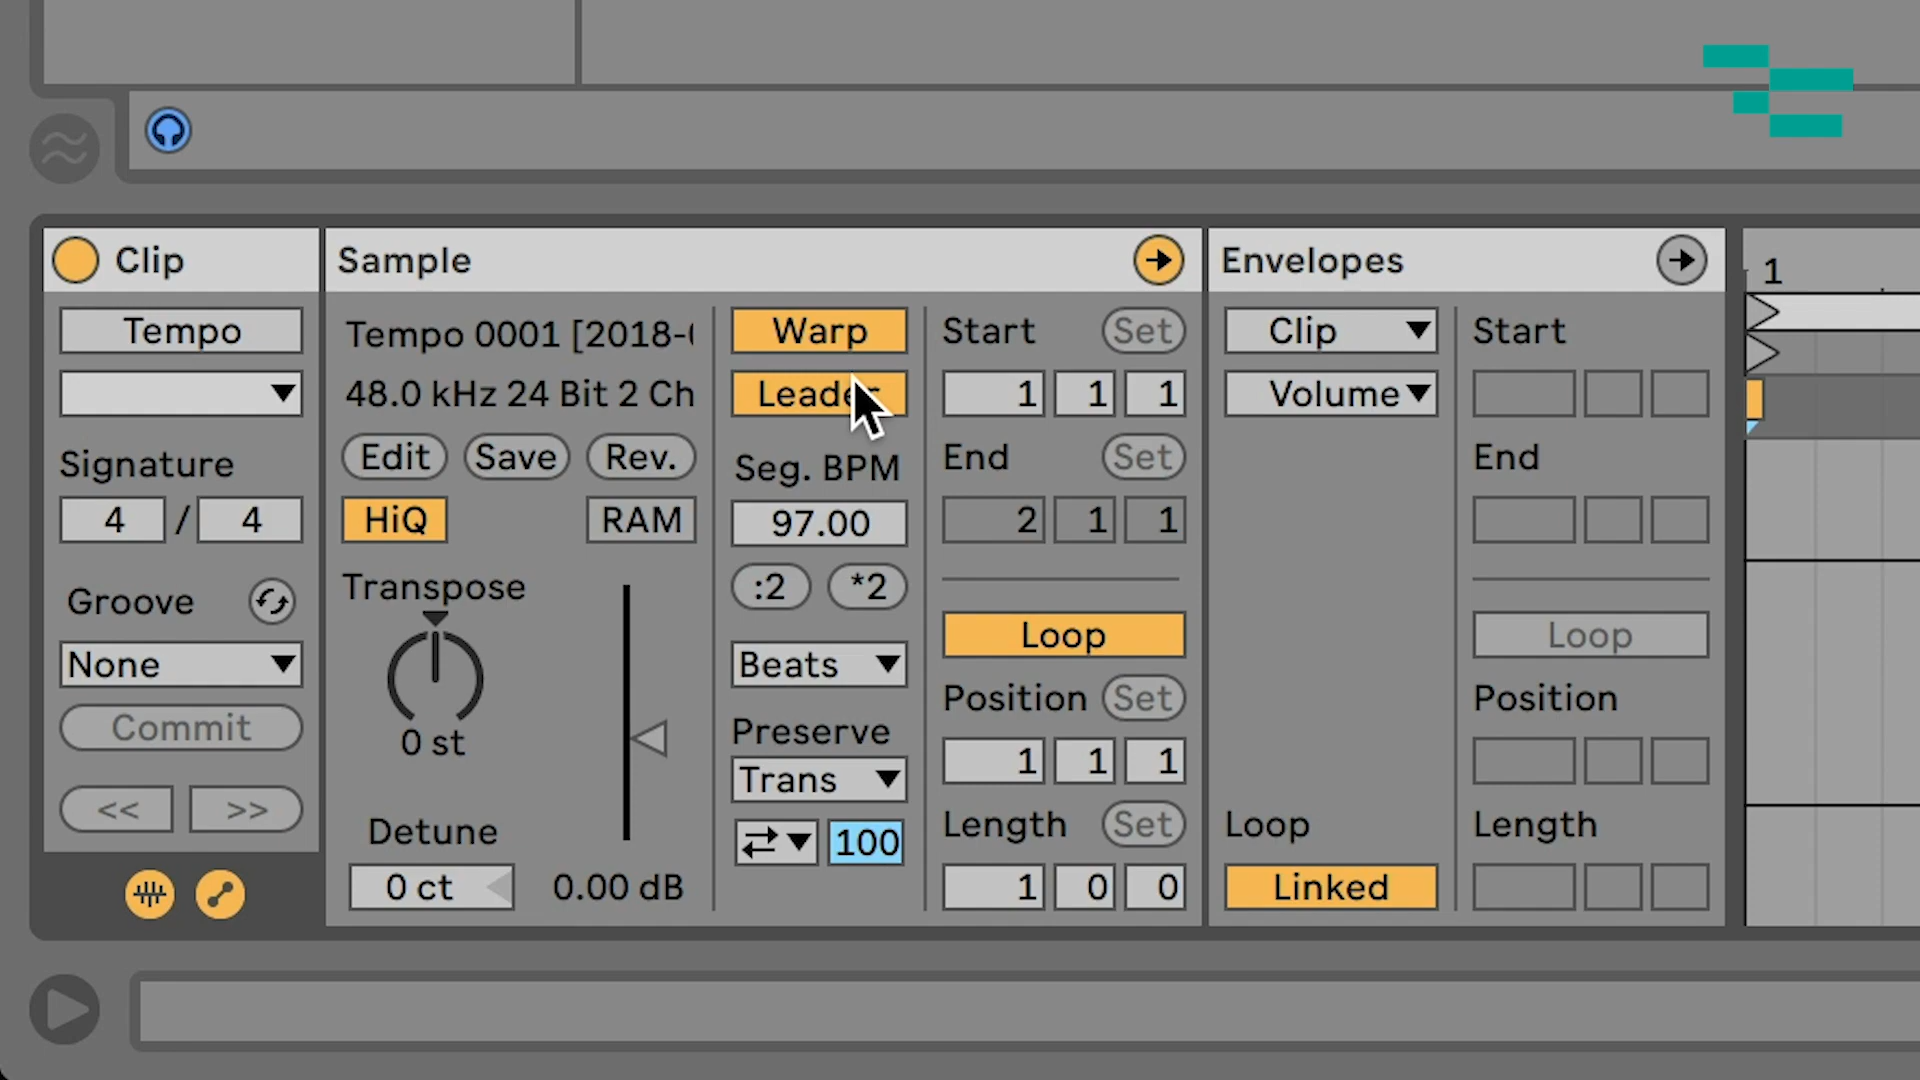 Clip
Tempo
Signature
4 / 4
Groove
None
Commit
<< >>
Sample
Tempo 0001 [2018-
48.0 kHz 24 Bit 2 Ch
Edit Save Rev.
HiQ RAM
Transpose
0 st
Detune
0 ct 0.00 dB
Warp
Seg. BPM
97.00
:2 *2
Beats
Preserve
Trans
100
Start Set
1 1 1
End Set
2 1 1
Loop
Position Set
1 1 1
Length Set
1 0 0
Envelopes
Clip
Volume
Loop
Linked
Start
End
Loop
Position
Length
1